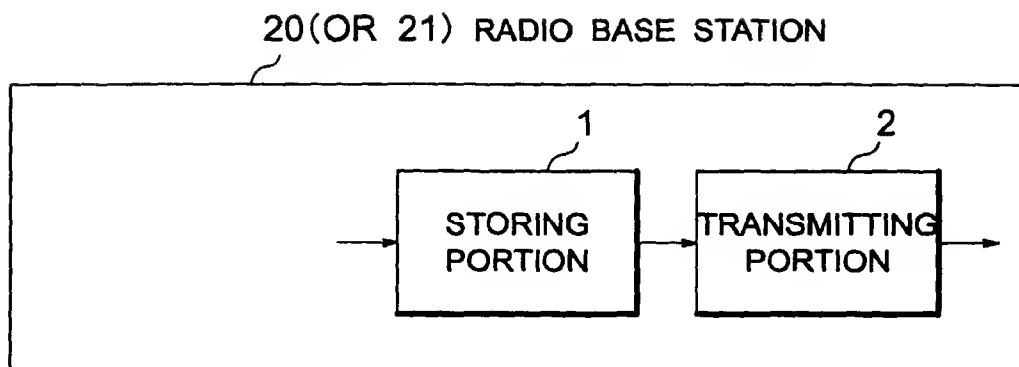 20(OR 21) RADIO BASE STATION
1
2
STORING
PORTION
TRANSMITTING
PORTION